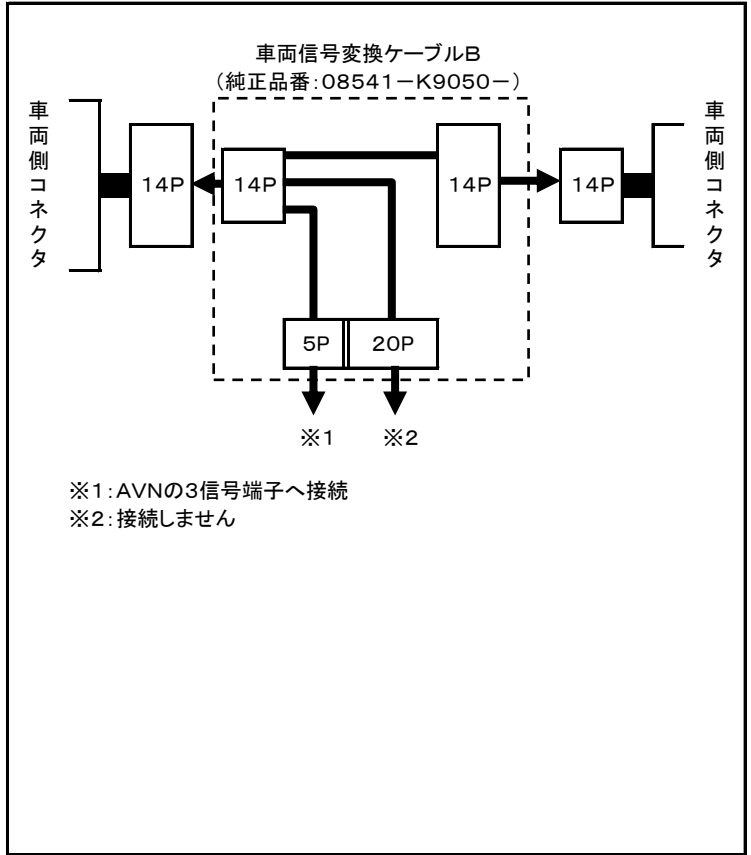 車両信号変換ケーブルB
（純正品番：08541－K9050－）
車両側コネクタ
14P
14P
14P
14P
車両側コネクタ
5P
20P
※1
※2
※1：AVNの3信号端子へ接続
※2：接続しません